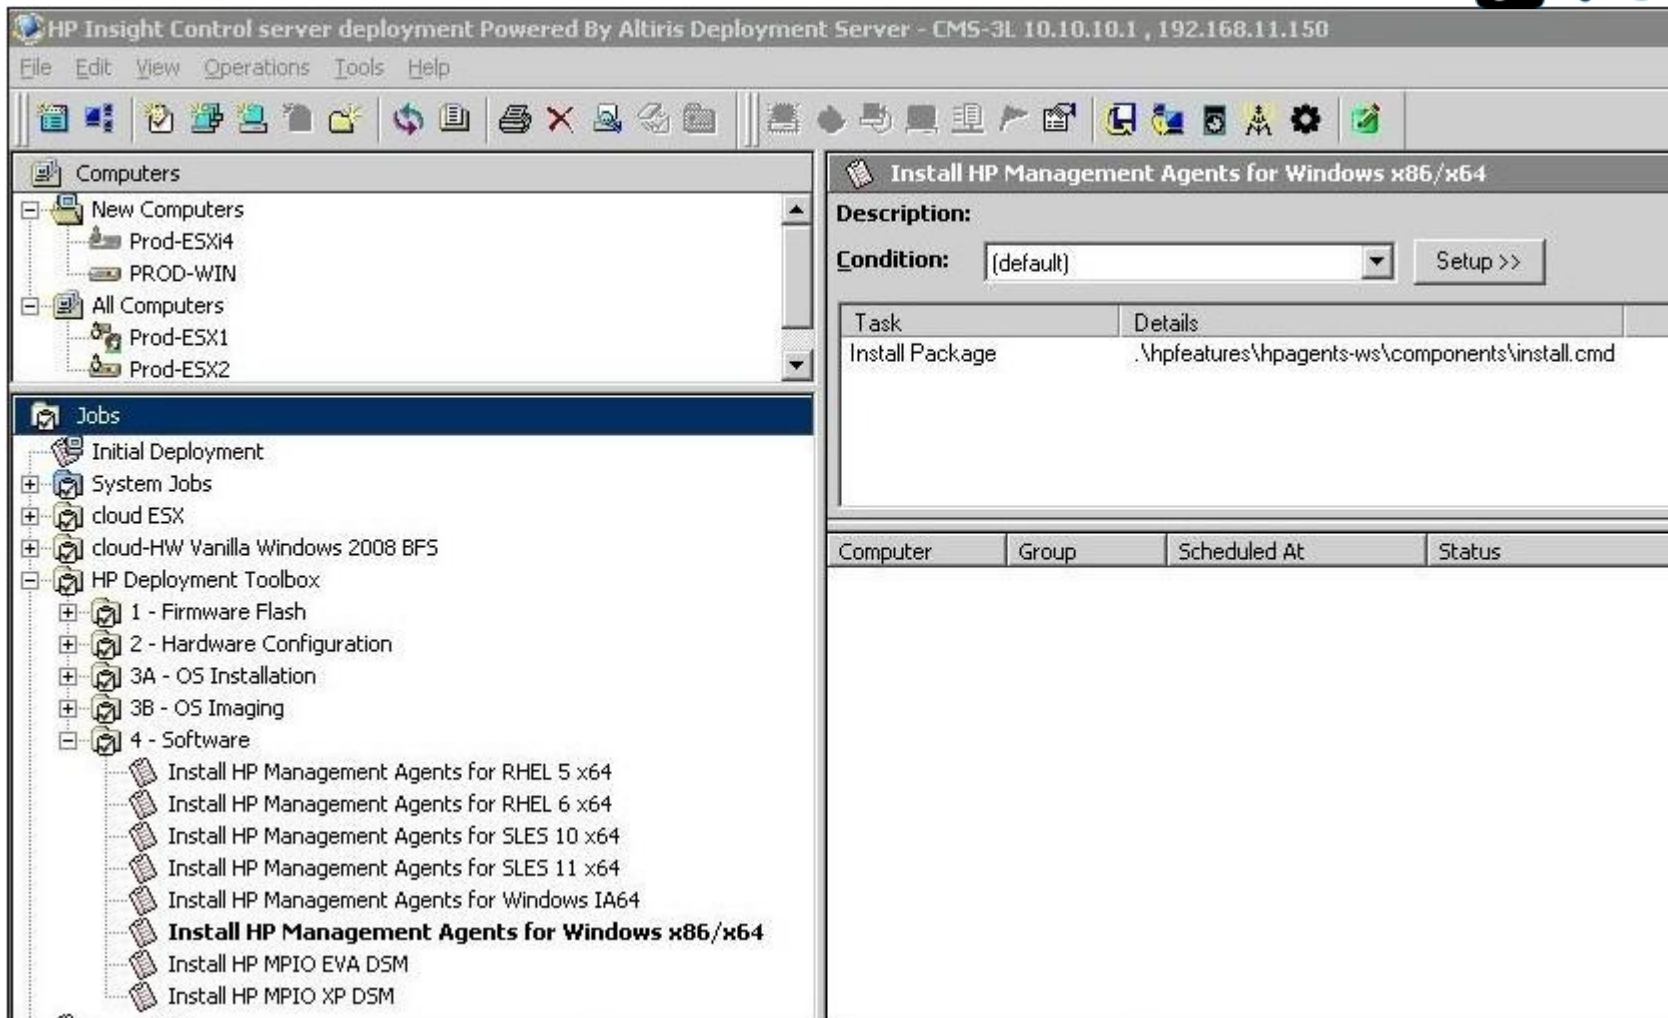 HP Insight Control server deployment Powered By Altiris Deployment Server - CMS-3L 10.10.10.1 , 192.168.11.150
File Edit View Operations Tools Help
Computers
New Computers
Prod-ESXi4
PROD-WIN
All Computers
Prod-ESX1
Prod-ESX2
Jobs
Initial Deployment
System Jobs
cloud ESX
cloud-HW Vanilla Windows 2008 BFS
HP Deployment Toolbox
1 - Firmware Flash
2 - Hardware Configuration
3A - OS Installation
3B - OS Imaging
4 - Software
Install HP Management Agents for RHEL 5 x64
Install HP Management Agents for RHEL 6 x64
Install HP Management Agents for SLES 10 x64
Install HP Management Agents for SLES 11 x64
Install HP Management Agents for Windows IA64
Install HP Management Agents for Windows x86/x64
Install HP MPIO EVA DSM
Install HP MPIO XP DSM
Install HP Management Agents for Windows x86/x64
Description:
Condition: (default) Setup >>
Task Details
Install Package .\hpfeatures\hpagents-ws\components\install.cmd
Computer Group Scheduled At Status